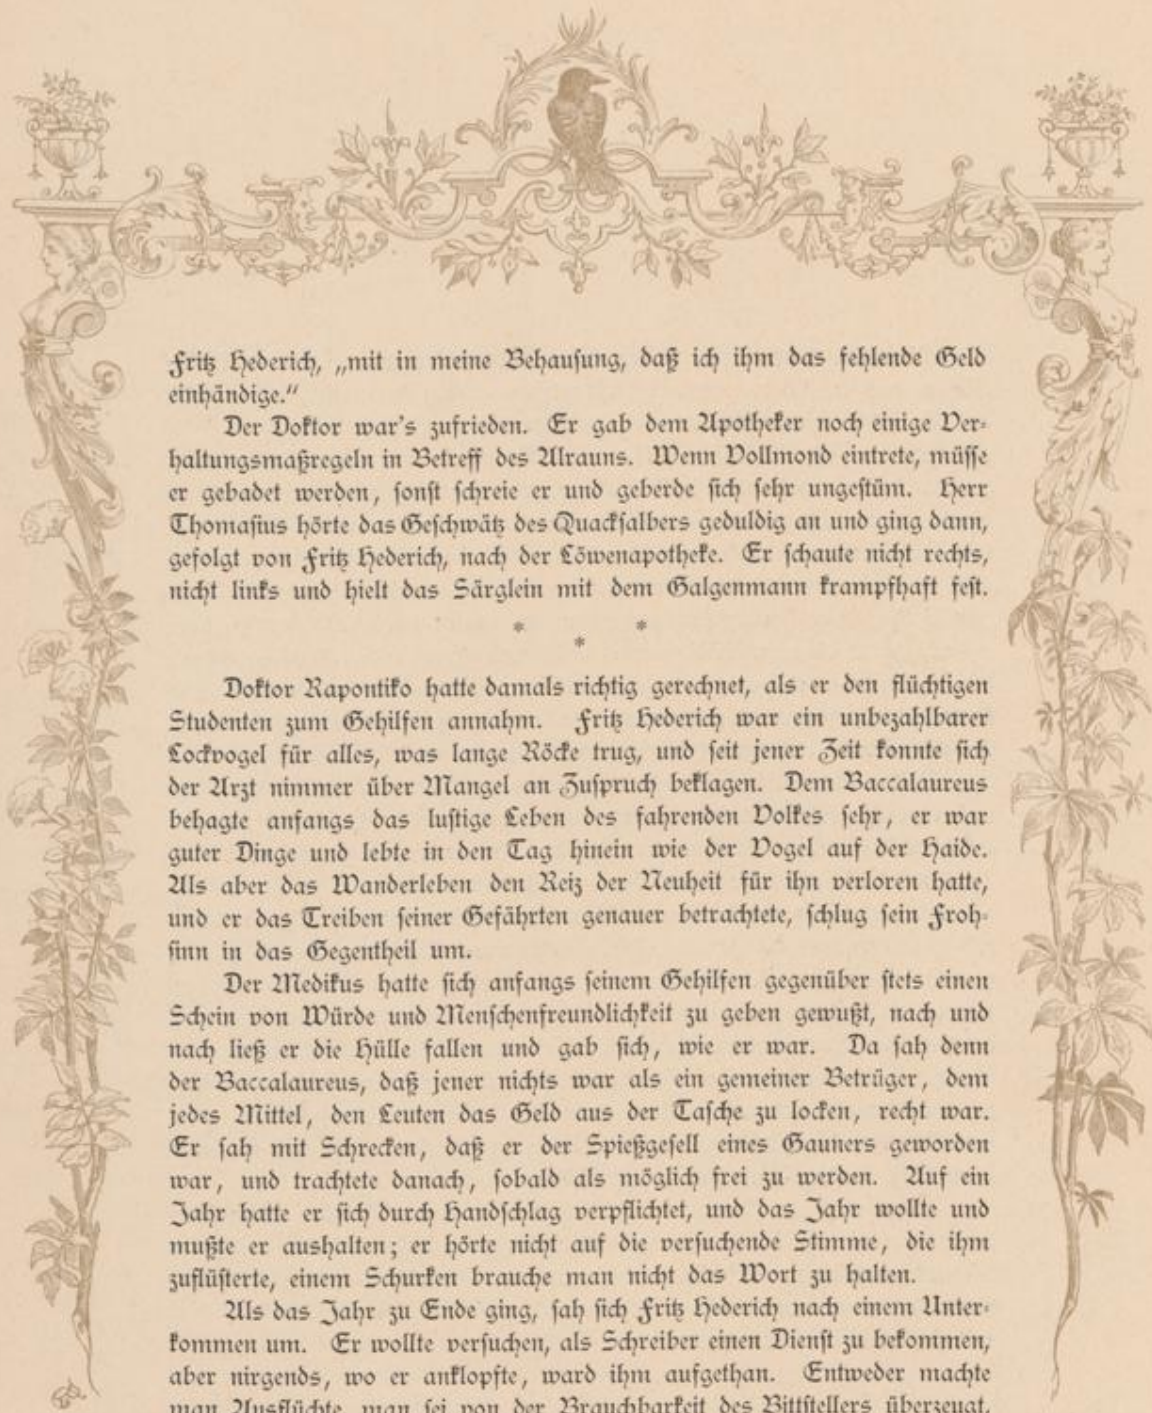 Fritz Hederich, „mit in meine Behausung, daß ich ihm das fehlende Geld
einhändige.“
Der Doktor war's zufrieden. Er gab dem Apotheker noch einige Ver-
haltungsmaßregeln in Betreff des Alrauns. Wenn Vollmond eintrete, müsse
er gebadet werden, sonst schreie er und geberde sich sehr ungestüm. Herr
Thomasius hörte das Geschwätz des Quacksalbers geduldig an und ging dann,
gefolgt von Fritz Hederich, nach der Löwenapotheke. Er schaute nicht rechts,
nicht links und hielt das Särglein mit dem Galgenmann krampfhaft fest.
* * *
Doktor Rapontiko hatte damals richtig gerechnet, als er den flüchtigen
Studenten zum Gehilfen annahm. Fritz Hederich war ein unbezahlbarer
Lockvogel für alles, was lange Röcke trug, und seit jener Zeit konnte sich
der Arzt nimmer über Mangel an Zuspruch beklagen. Dem Baccalaureus
behagte anfangs das lustige Leben des fahrenden Volkes sehr, er war
guter Dinge und lebte in den Tag hinein wie der Vogel auf der Haide.
Als aber das Wanderleben den Reiz der Neuheit für ihn verloren hatte,
und er das Treiben seiner Gefährten genauer betrachtete, schlug sein Froh-
sinn in das Gegentheil um.
Der Medikus hatte sich anfangs seinem Gehilfen gegenüber stets einen
Schein von Würde und Menschenfreundlichkeit zu geben gewußt, nach und
nach ließ er die Hülle fallen und gab sich, wie er war. Da sah denn
der Baccalaureus, daß jener nichts war als ein gemeiner Betrüger, dem
jedes Mittel, den Leuten das Geld aus der Tasche zu locken, recht war.
Er sah mit Schrecken, daß er der Spießgesell eines Gauners geworden
war, und trachtete danach, sobald als möglich frei zu werden. Auf ein
Jahr hatte er sich durch Handschlag verpflichtet, und das Jahr wollte und
mußte er aushalten; er hörte nicht auf die versuchende Stimme, die ihm
zuflüsterte, einem Schurken brauche man nicht das Wort zu halten.
Als das Jahr zu Ende ging, sah sich Fritz Hederich nach einem Unter-
kommen um. Er wollte versuchen, als Schreiber einen Dienst zu bekommen,
aber nirgends, wo er anklopfte, ward ihm aufgethan. Entweder machte
man Ausflüchte, man sei von der Brauchbarkeit des Bittstellers überzeugt,